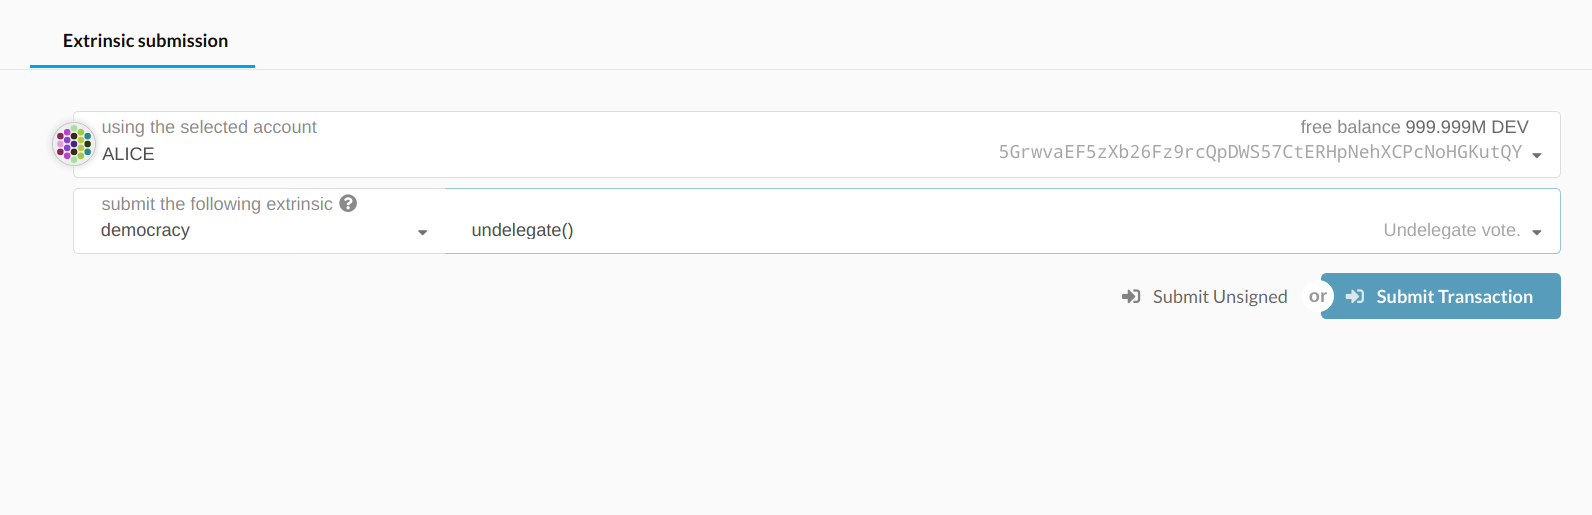 Extrinsic submission
using the selected account
free balance 999.999M DEV
ALICE
5GrwvaEF5zXb26Fz9rcQpDWS57CtERHpNehXCPcNoHGKutQY
submit the following extrinsic
democracy
undelegate()
Undelegate vote.
Submit Unsigned
or
Submit Transaction